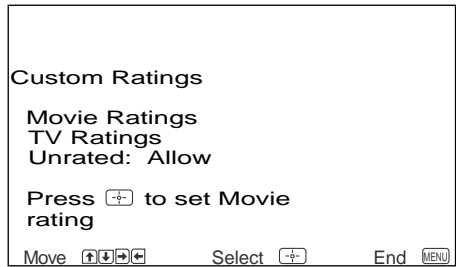 Custom Ratings
Movie Ratings
TV Ratings
Unrated: Allow
Press to set Movie
rating
Move Select End MENU